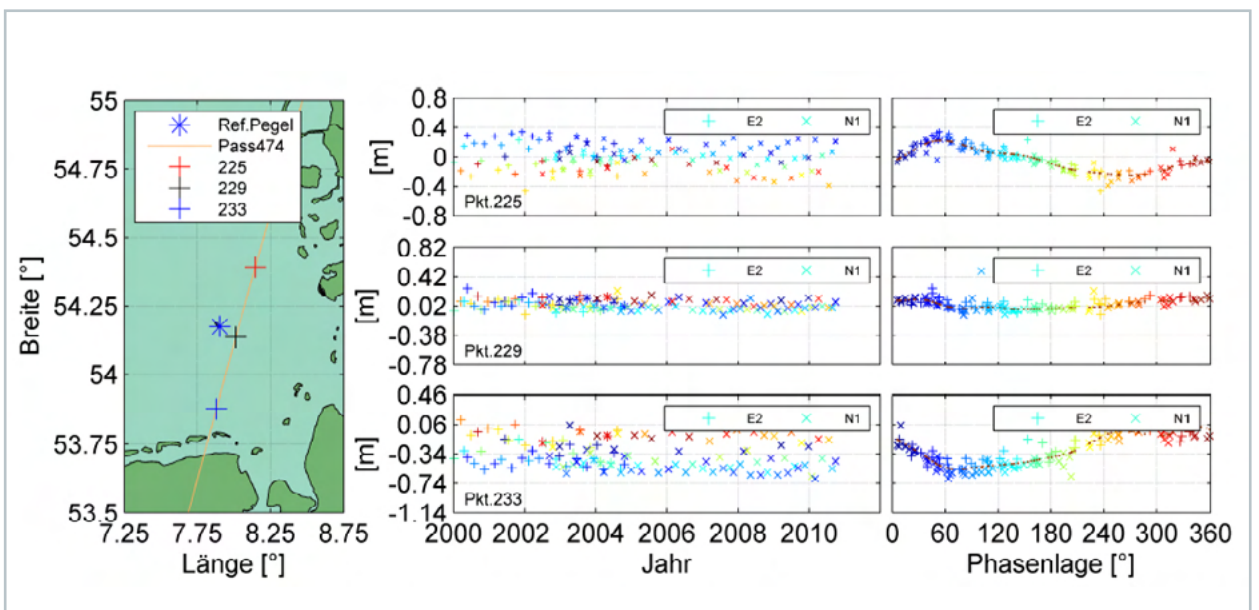 55
54.75
54.5
54.25
54
53.75
53.5
Breite [°]
7.25 7.75 8.25 8.75
Länge [°]
Ref.Pegel
Pass474
225
229
233
0.8
0.4
0
-0.4
-0.8
[m]
E2 N1
Pkt.225
E2 N1
0.82
0.42
0.02
-0.38
-0.78
[m]
E2 N1
Pkt.229
E2 N1
0.46
0.06
-0.34
-0.74
-1.14
[m]
E2 N1
Pkt.233
E2 N1
2000 2002 2004 2006 2008 2010
Jahr
0 60 120 180 240 300 360
Phasenlage [°]